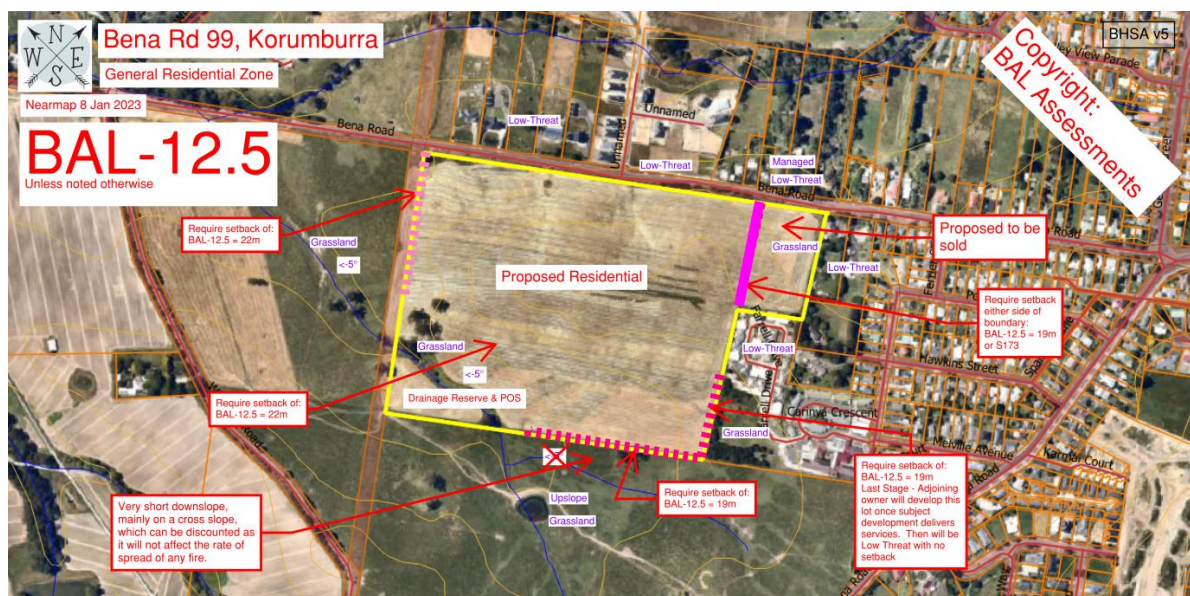 N
W E
S
Bena Rd 99, Korumburra
General Residential Zone
Nearmap 8 Jan 2023
BAL-12.5
Unless noted otherwise
BHSA v5
Copyright:
BAL Assessments
ley View Parade
Bena Road
Low-Threat
Unnamed
Unnamed
Low-Threat
Managed
Low-Threat
Bena Road
Road
Require setback of:
BAL-12.5 = 22m
Grassland
<-5°
Proposed Residential
Grassland
Proposed to be
sold
Low-Threat
Require setback
either side of
boundary:
BAL-12.5 = 19m
or S173
Low-Threat
Hawkins Street
Grassland
<-5°
Drainage Reserve & POS
Require setback of:
BAL-12.5 = 22m
Carinya Crescent
Grassland
Melville Avenue
Karmai Court
Require setback of:
BAL-12.5 = 19m
Last Stage - Adjoining
owner will develop this
lot once subject
development delivers
services. Then will be
Low Threat with no
setback
Require setback of:
BAL-12.5 = 19m
Upslope
Grassland
Very short downslope,
mainly on a cross slope,
which can be discounted as
it will not affect the rate of
spread of any fire.